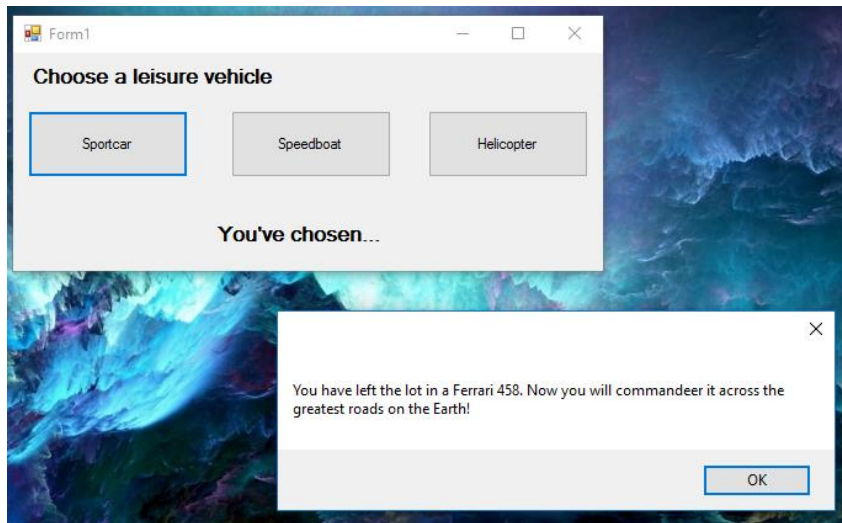 Form1
Choose a leisure vehicle
Sportcar
Speedboat
Helicopter
You've chosen...
You have left the lot in a Ferrari 458. Now you will commandeer it across the
greatest roads on the Earth!
OK